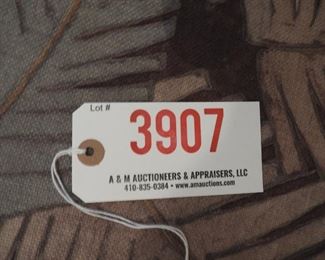 Lot #
3907
A & M AUCTIONEERS & APPRAISERS, LLC
410-835-0384 • www.amauctions.com